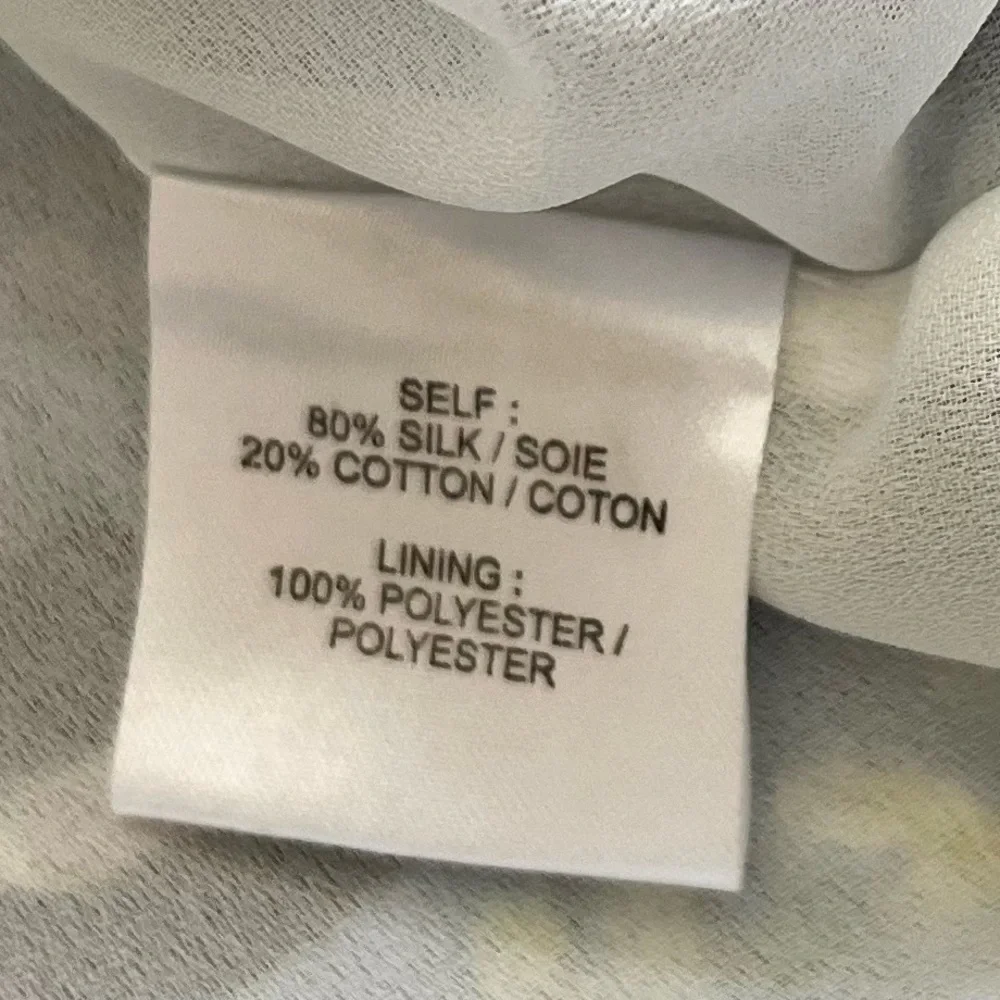 SELF :
80% SILK / SOIE
20% COTTON / COTON
LINING :
100% POLYESTER /
POLYESTER